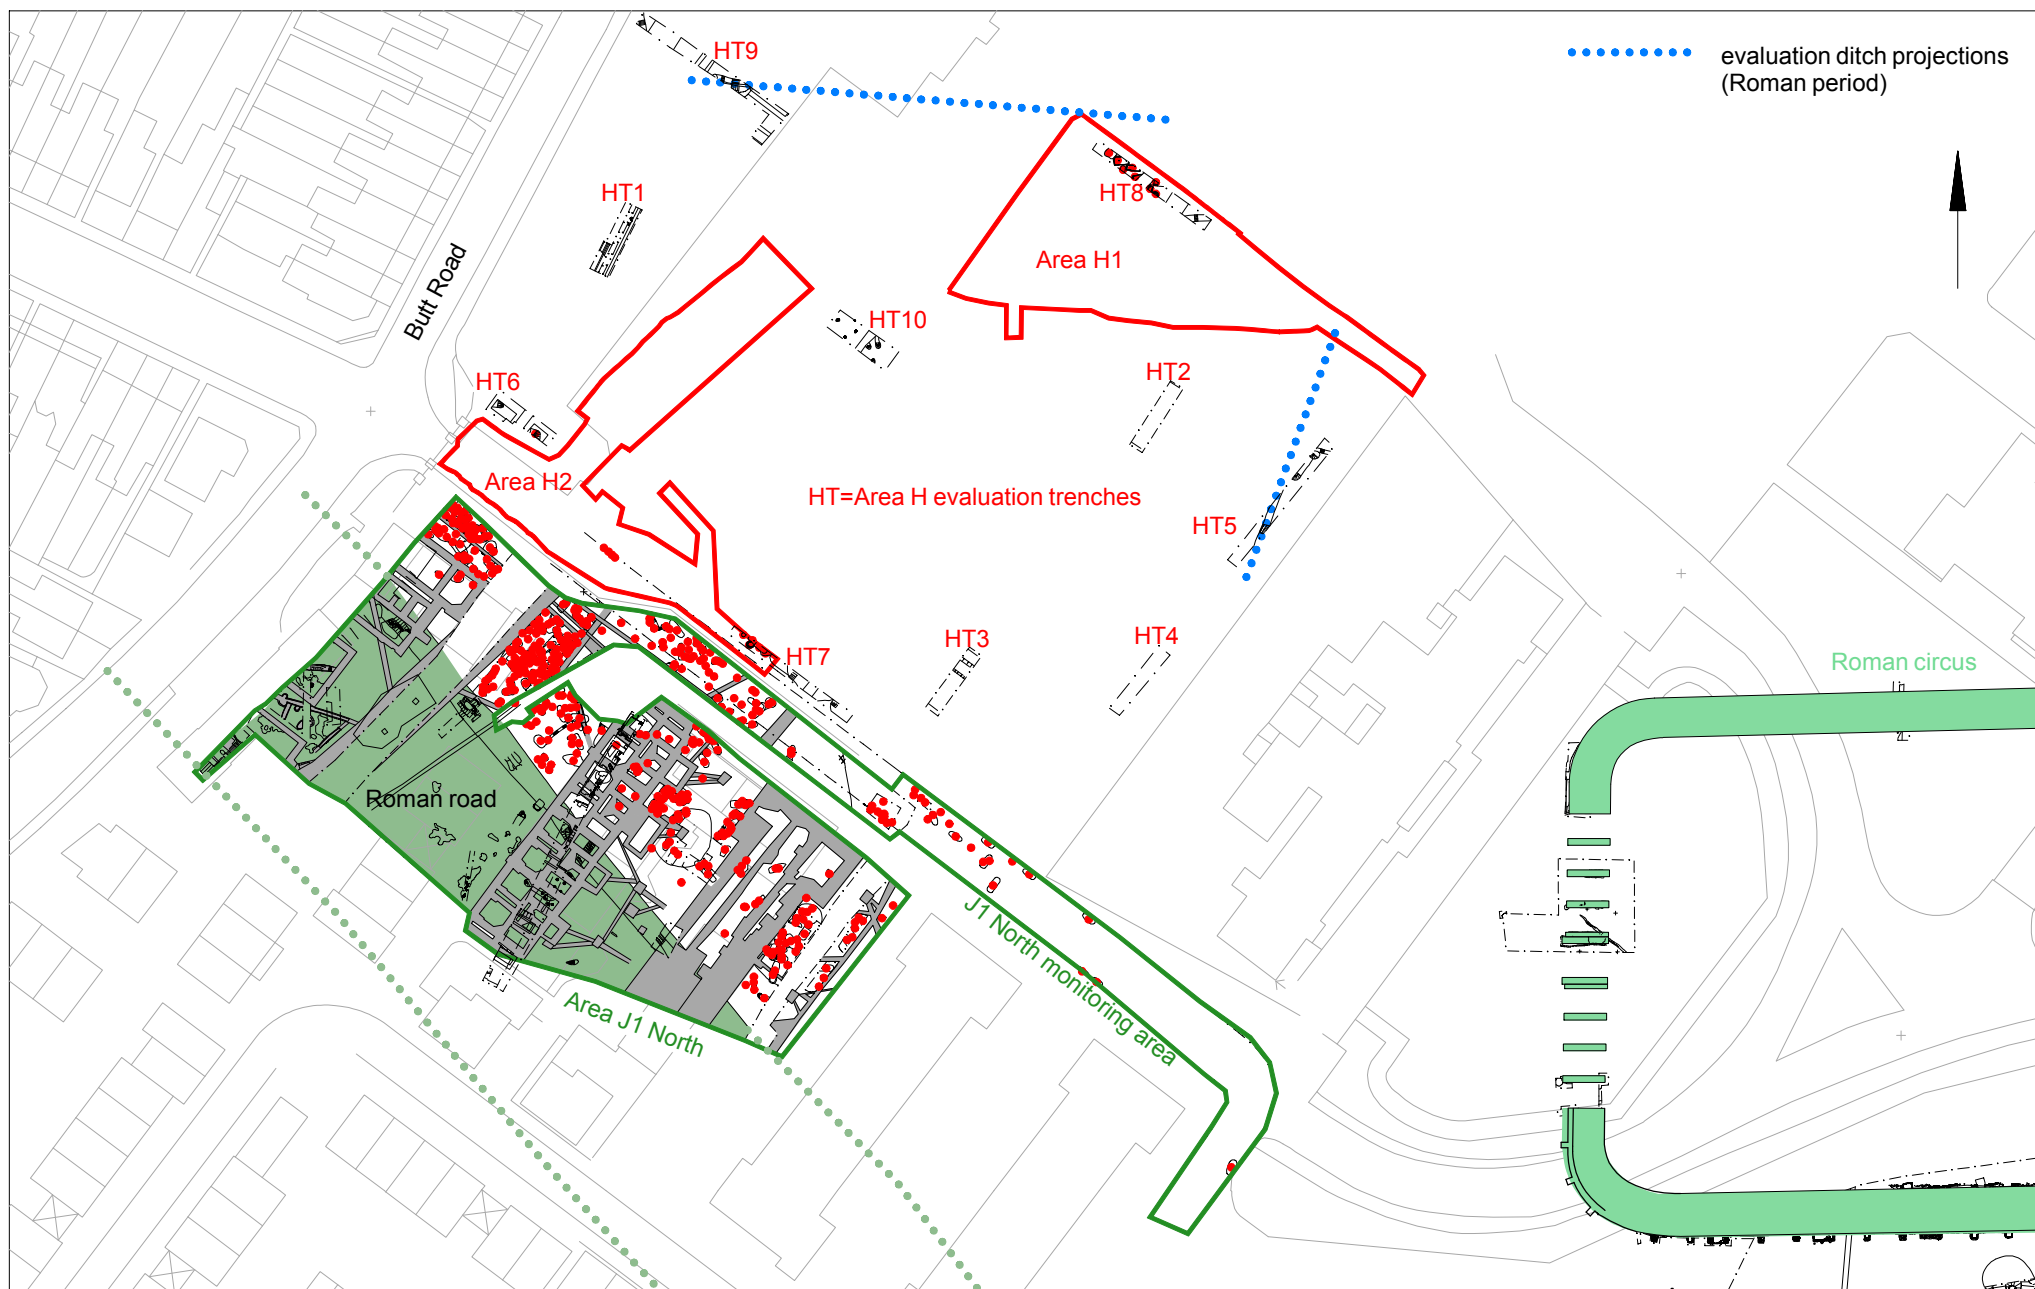 HT9
evaluation ditch projections
(Roman period)
HT1
HT8
Butt Road
Area H1
HT10
HT6
HT2
Area H2
HT=Area H evaluation trenches
HT5
HT7
HT3
HT4
Roman circus
Roman road
J1 North monitoring area
Area J1 North